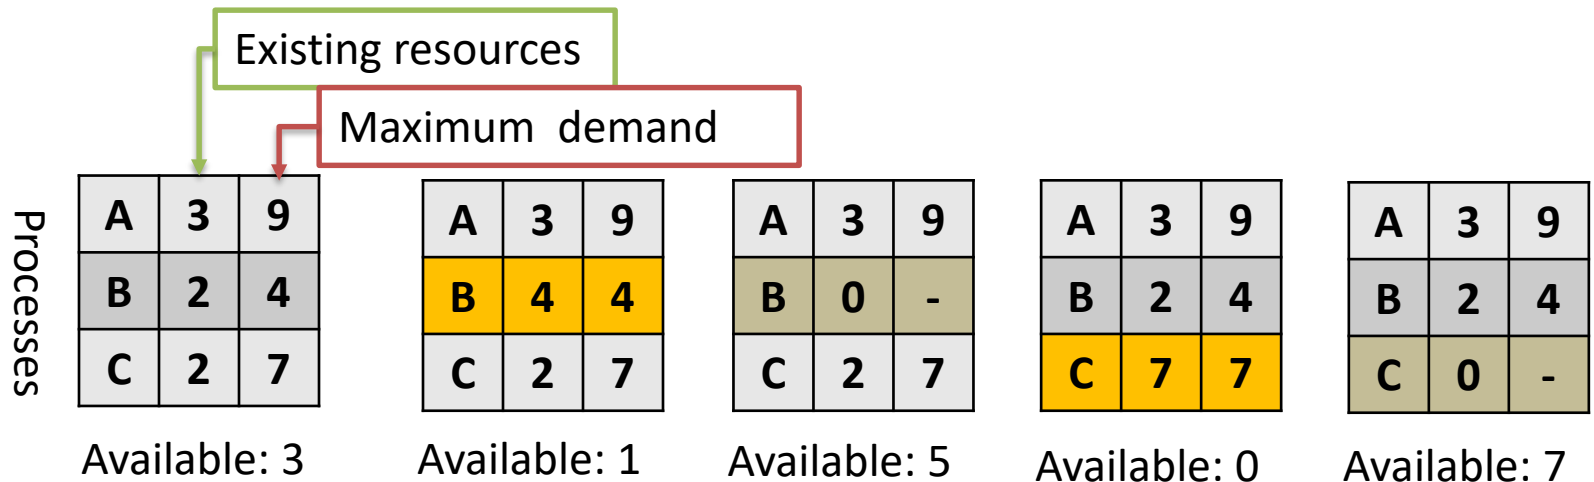 Existing resources
Maximum demand
Processes
A 3 9
B 2 4
C 2 7
Available: 3
A 3 9
B 4 4
C 2 7
Available: 1
A 3 9
B 0 -
C 2 7
Available: 5
A 3 9
B 2 4
C 7 7
Available: 0
A 3 9
B 2 4
C 0 -
Available: 7